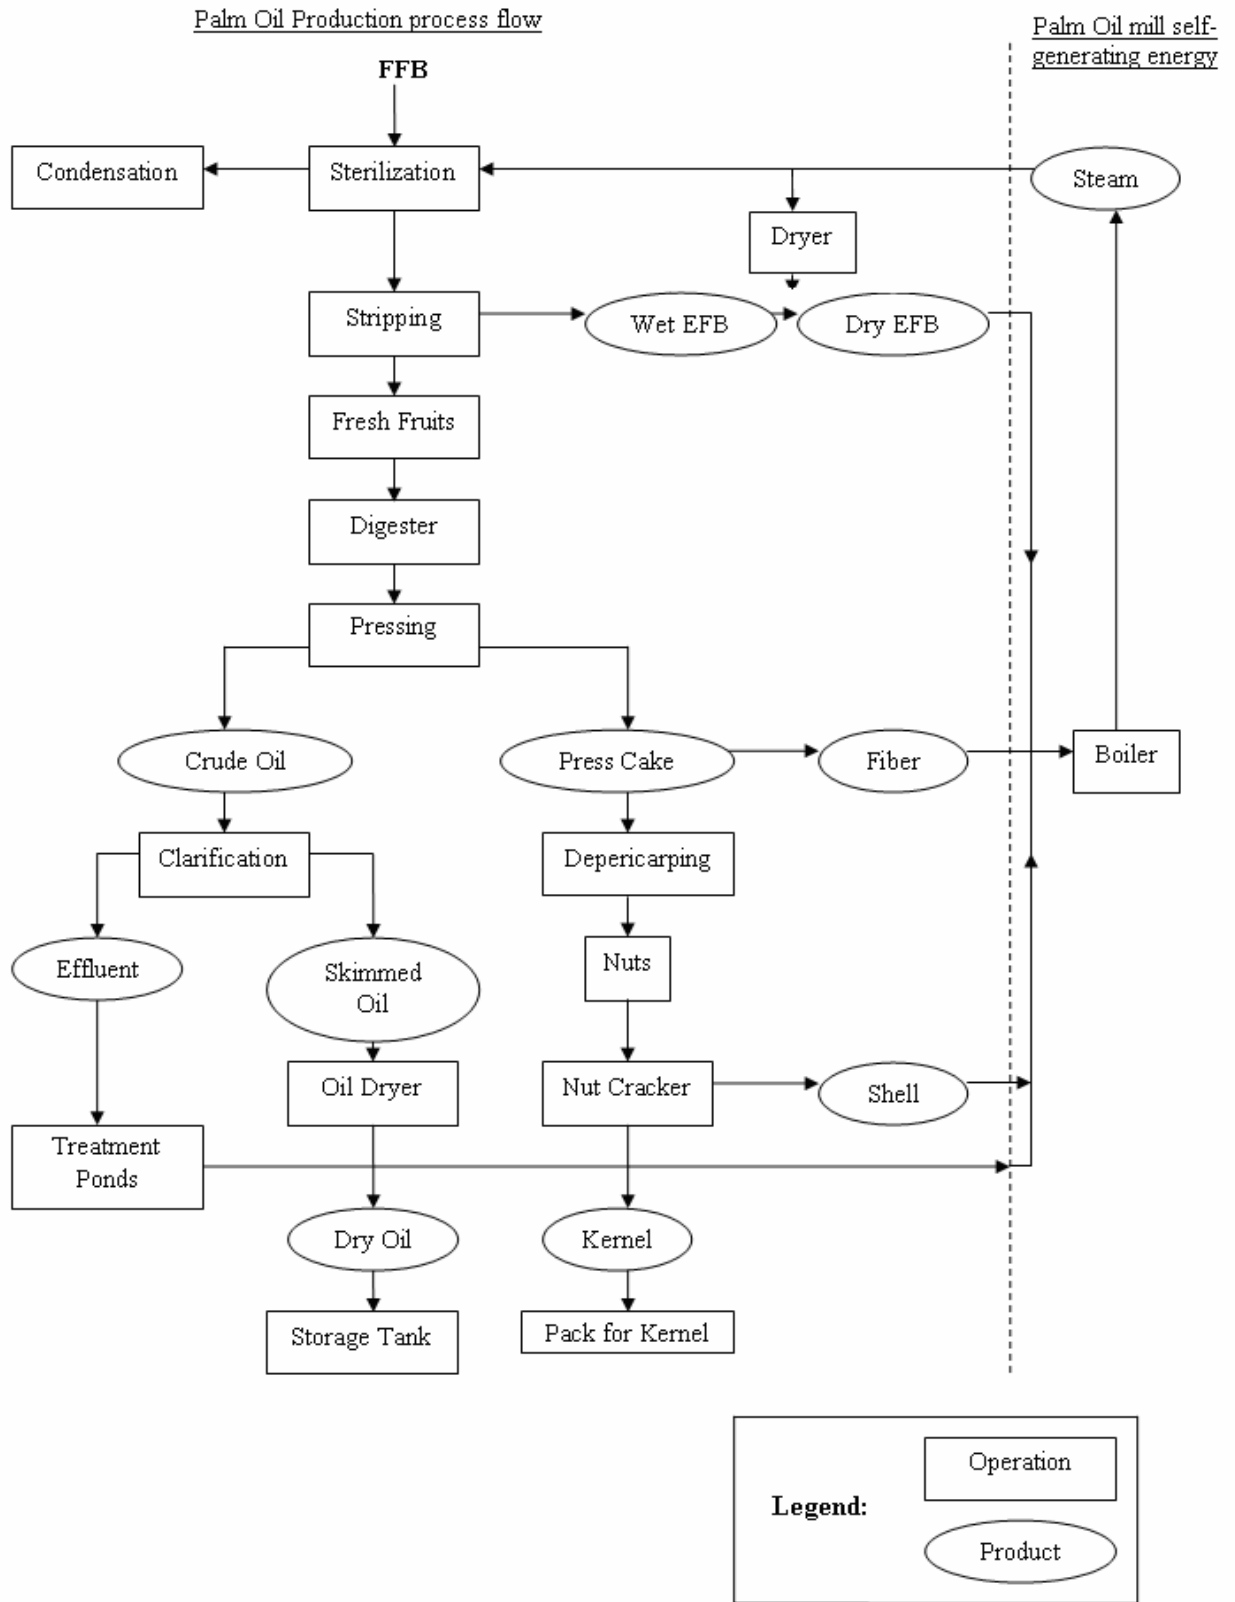 Palm Oil Production process flow
Palm Oil mill self-
generating energy
FFB
Condensation
Sterilization
Steam
Dryer
Stripping
Wet EFB
Dry EFB
Fresh Fruits
Digester
Pressing
Crude Oil
Press Cake
Fiber
Boiler
Clarification
Depericarping
Effluent
Skimmed
Oil
Nuts
Oil Dryer
Nut Cracker
Shell
Treatment
Ponds
Dry Oil
Kernel
Storage Tank
Pack for Kernel
Legend:
Operation
Product